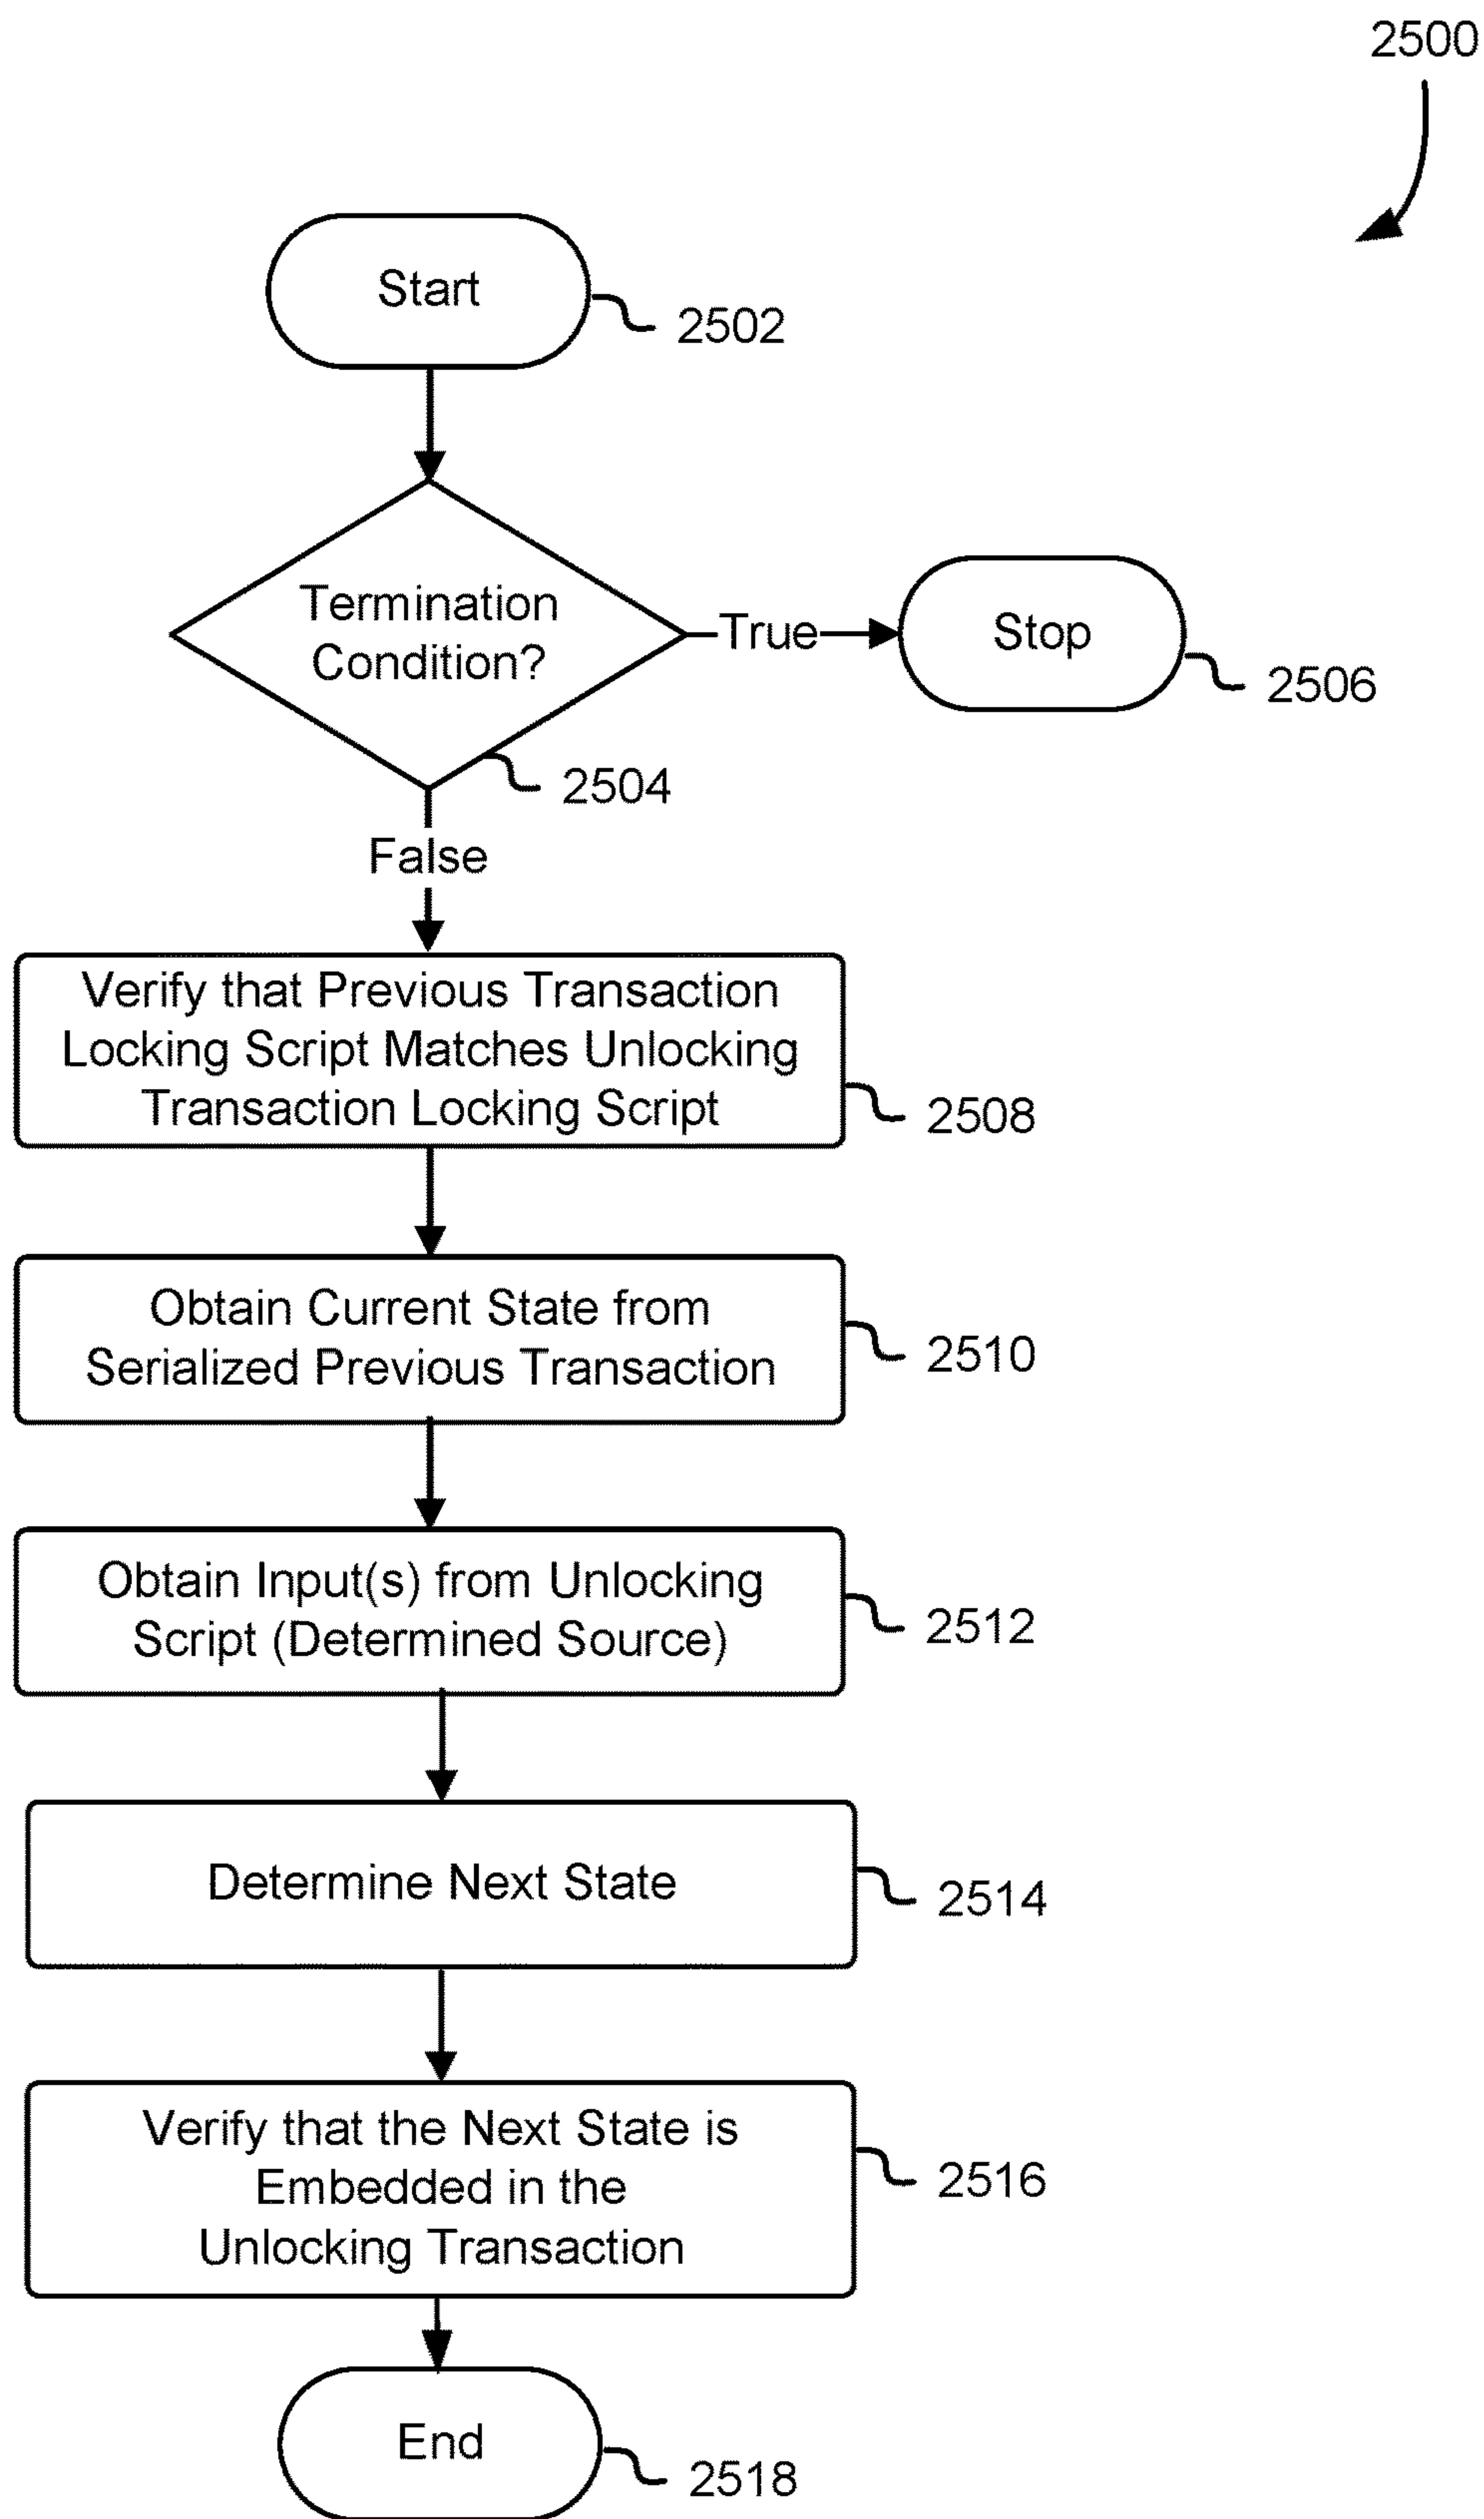 2500
Start
2502
Termination
Condition?
True
Stop
2506
2504
False
Verify that Previous Transaction
Locking Script Matches Unlocking
Transaction Locking Script
2508
Obtain Current State from
Serialized Previous Transaction
2510
Obtain Input(s) from Unlocking
Script (Determined Source)
2512
Determine Next State
2514
Verify that the Next State is
Embedded in the
Unlocking Transaction
2516
End
2518